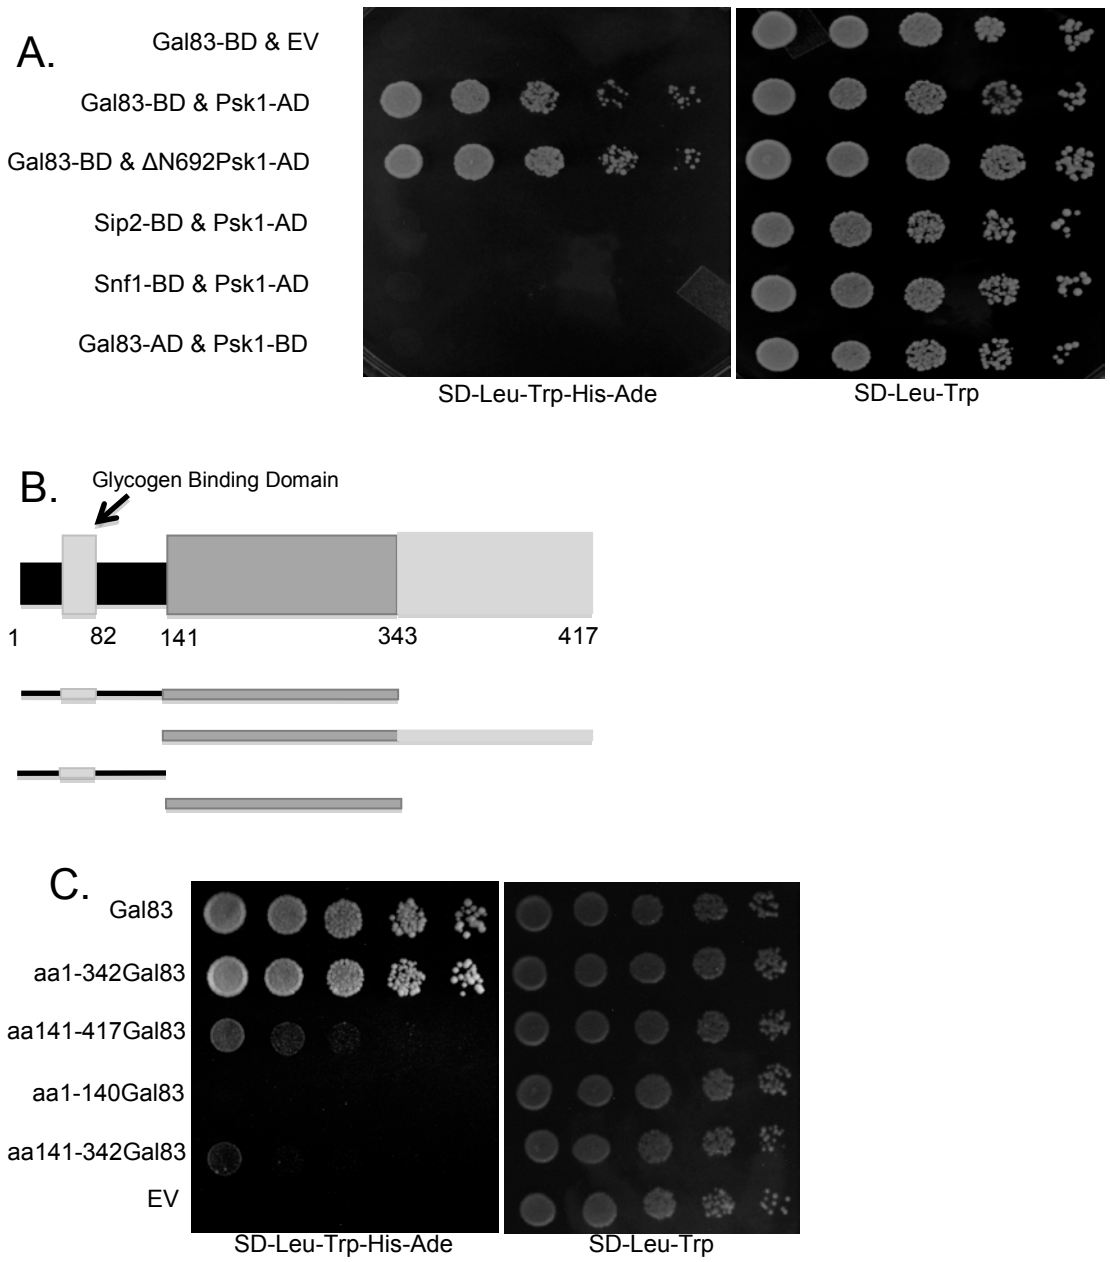 A.
Gal83-BD & EV
Gal83-BD & Psk1-AD
Gal83-BD & ΔN692Psk1-AD
Sip2-BD & Psk1-AD
Snf1-BD & Psk1-AD
Gal83-AD & Psk1-BD
SD-Leu-Trp-His-Ade
SD-Leu-Trp
B.
Glycogen Binding Domain
1
82
141
343
417
C.
Gal83
aa1-342Gal83
aa141-417Gal83
aa1-140Gal83
aa141-342Gal83
EV
SD-Leu-Trp-His-Ade
SD-Leu-Trp